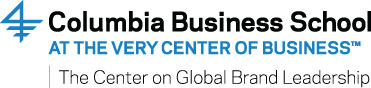 Columbia Business School
AT THE VERY CENTER OF BUSINESS™
The Center on Global Brand Leadership